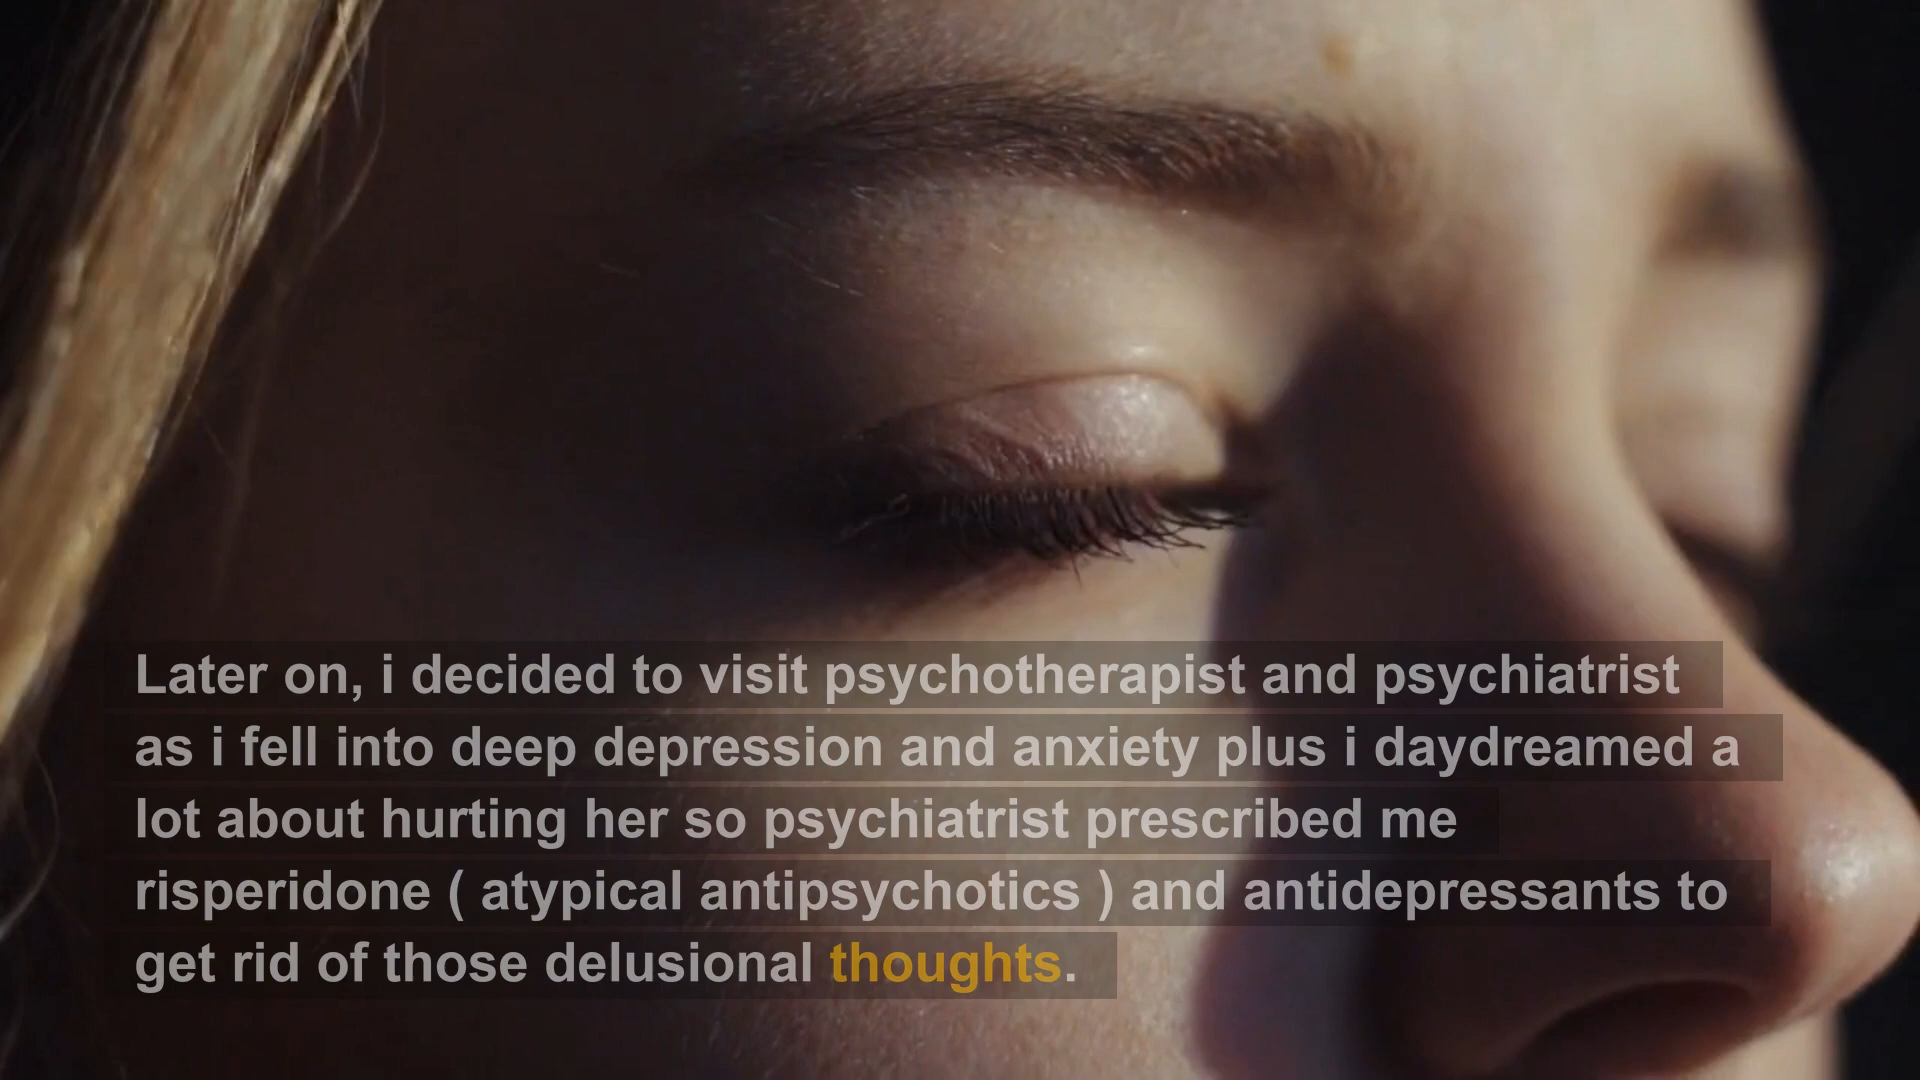 Later on, i decided to visit psychotherapist and psychiatrist
as i fell into deep depression and anxiety plus i daydreamed a
lot about hurting her so psychiatrist prescribed me
risperidone ( atypical antipsychotics ) and antidepressants to
get rid of those delusional thoughts.